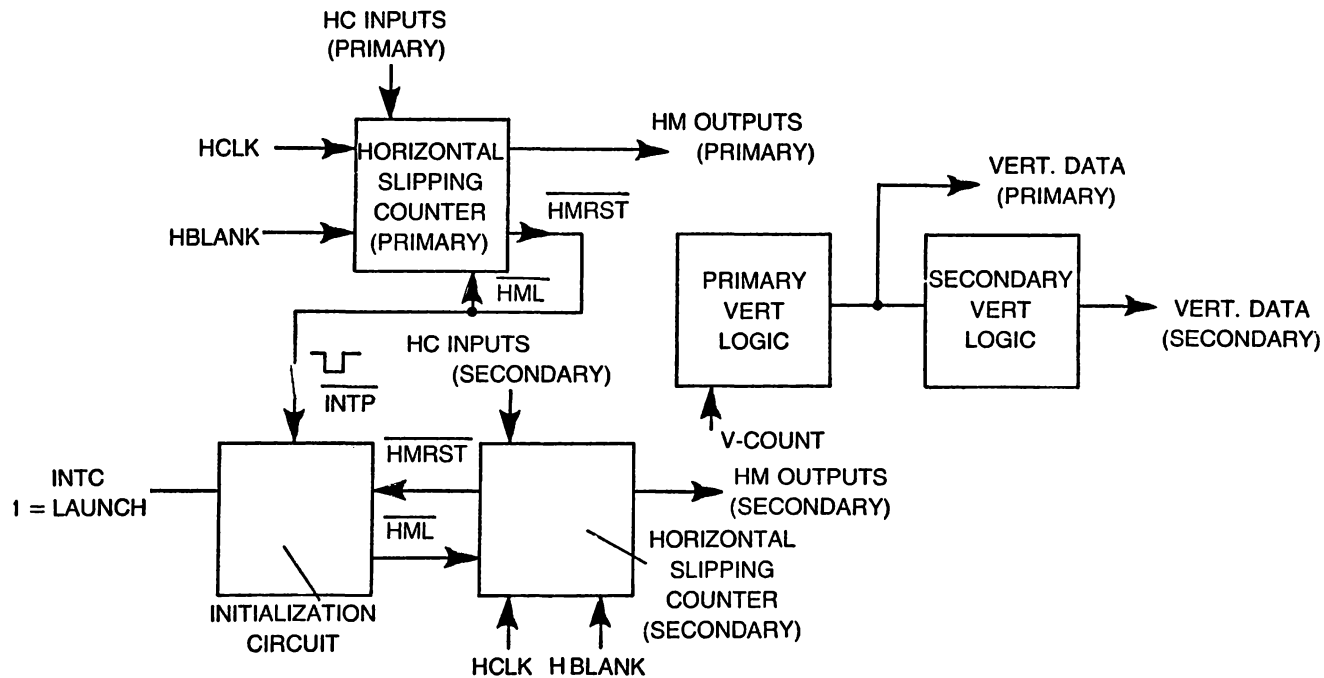 HC INPUTS
(PRIMARY)
HCLK
HBLANK
HORIZONTAL
SLIPPING
COUNTER
(PRIMARY)
HM OUTPUTS
(PRIMARY)
HMRST
HML
VERT. DATA
(PRIMARY)
PRIMARY
VERT
LOGIC
SECONDARY
VERT
LOGIC
VERT. DATA
(SECONDARY)
V-COUNT
INTP
HC INPUTS
(SECONDARY)
INTC
1 = LAUNCH
HMRST
HML
HM OUTPUTS
(SECONDARY)
INITIALIZATION
CIRCUIT
HORIZONTAL
SLIPPING
COUNTER
(SECONDARY)
HCLK
H BLANK